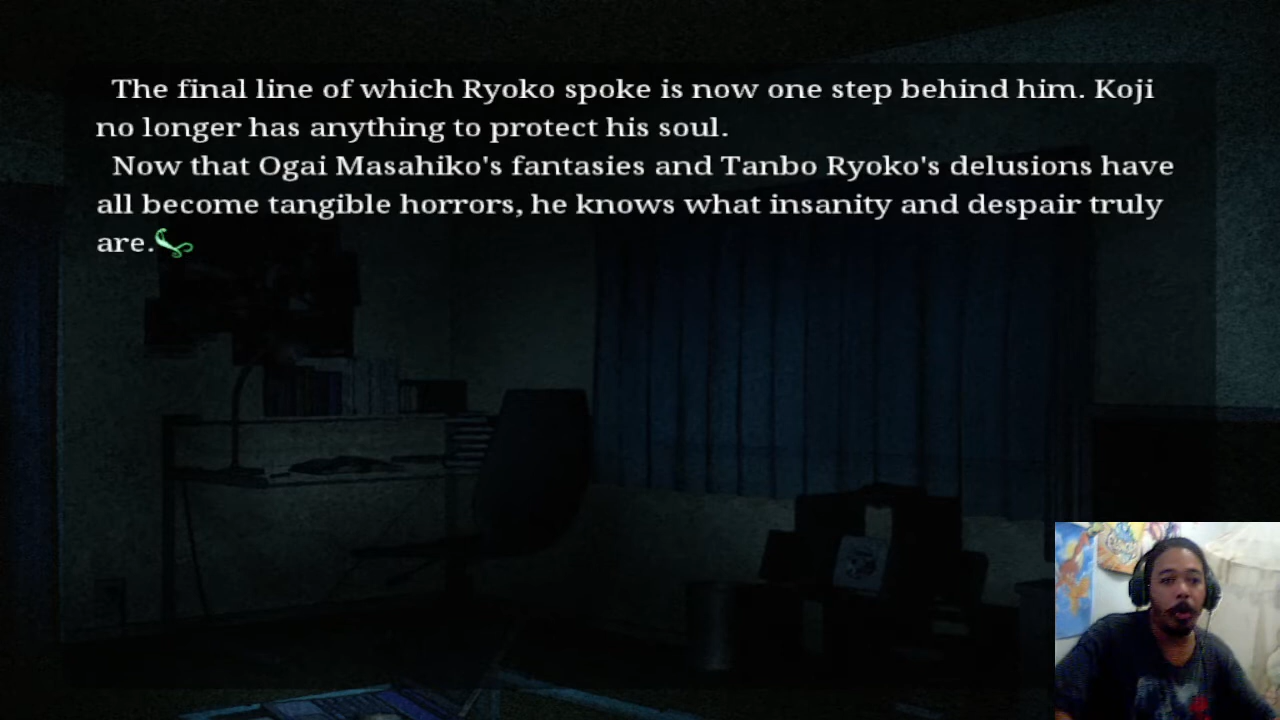 The final line of which Ryoko spoke is now one step behind him. Koji
no longer has anything to protect his soul.
Now that Ogai Masahiko's fantasies and Tanbo Ryoko's delusions have
all become tangible horrors, he knows what insanity and despair truly
are.